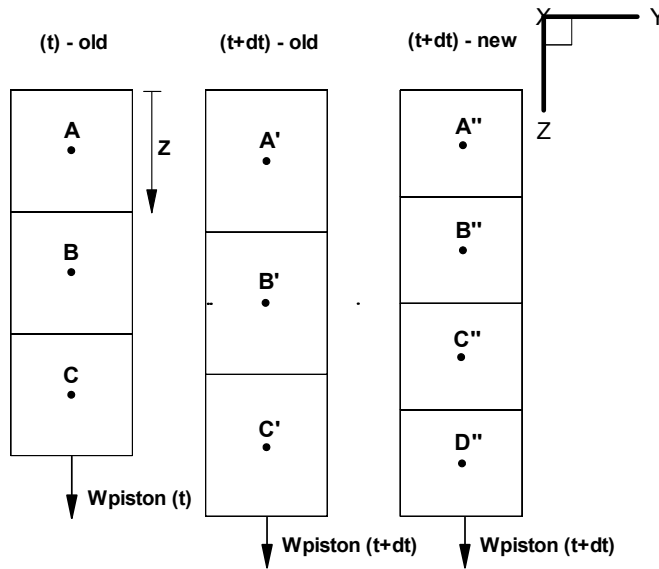 (t) - old
(t+dt) - old
(t+dt) - new
X
Y
Z
A
Z
B
C
Wpiston (t)
A'
B'
C'
Wpiston (t+dt)
A"
B"
C"
D"
Wpiston (t+dt)